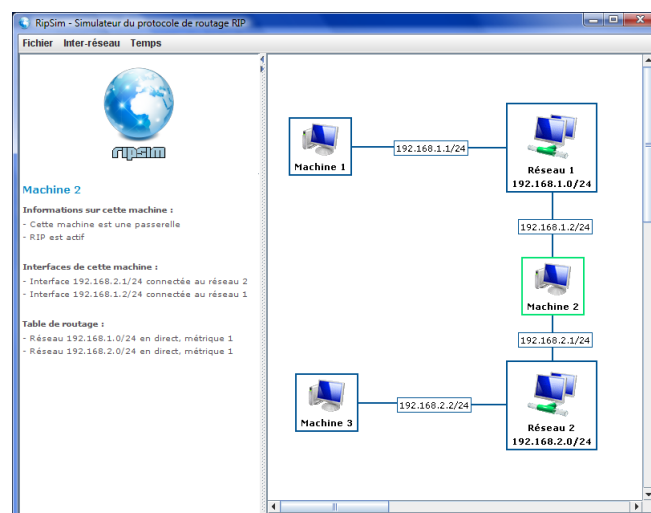 RipSim - Simulateur du protocole de routage RIP
Fichier Inter-réseau Temps
ripsim
Machine 2
Informations sur cette machine :
- Cette machine est une passerelle
- RIP est actif
Interfaces de cette machine :
- Interface 192.168.2.1/24 connectée au réseau 2
- Interface 192.168.1.2/24 connectée au réseau 1
Table de routage :
- Réseau 192.168.1.0/24 en direct, métrique 1
- Réseau 192.168.2.0/24 en direct, métrique 1
Machine 1
192.168.1.1/24
Réseau 1
192.168.1.0/24
192.168.1.2/24
Machine 2
192.168.2.1/24
Machine 3
192.168.2.2/24
Réseau 2
192.168.2.0/24